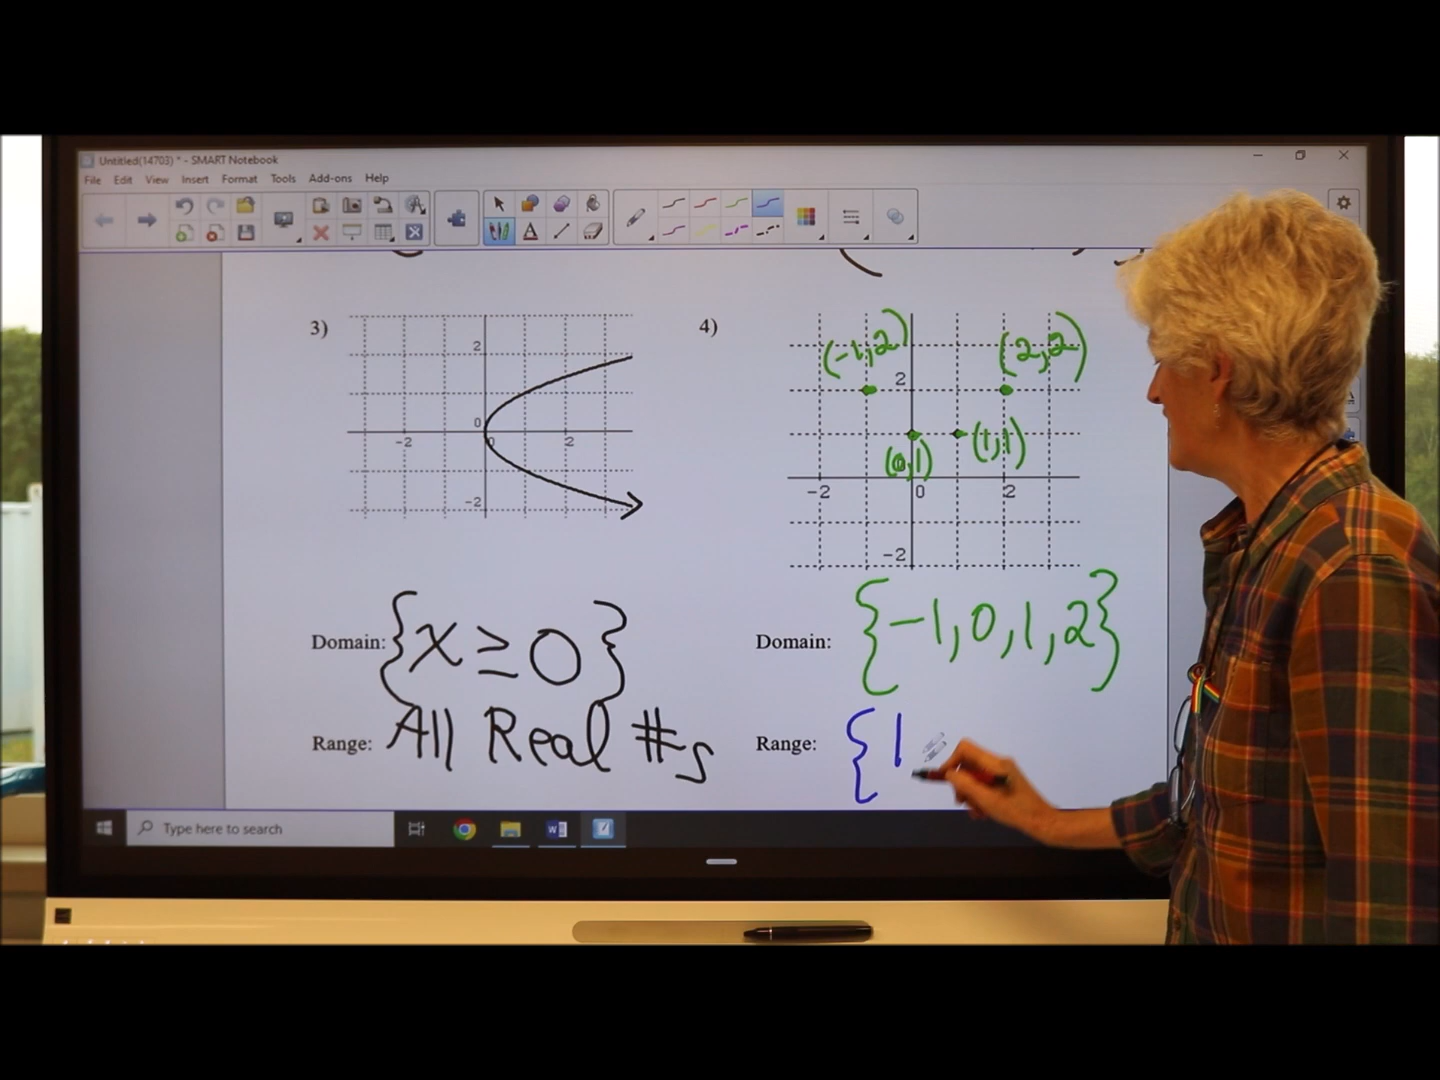 Untitled(14703) * - SMART Notebook
File Edit View Insert Format Tools Add-ons Help
3)
2
0
-2
0
2
-2
4)
(-1,2)
(2,2)
2
(1,1)
(0,1)
-2
0
2
-2
Domain: {x ≥ 0}
Range: All Real #s
Domain: {-1, 0, 1, 2}
Range: {1
Type here to search